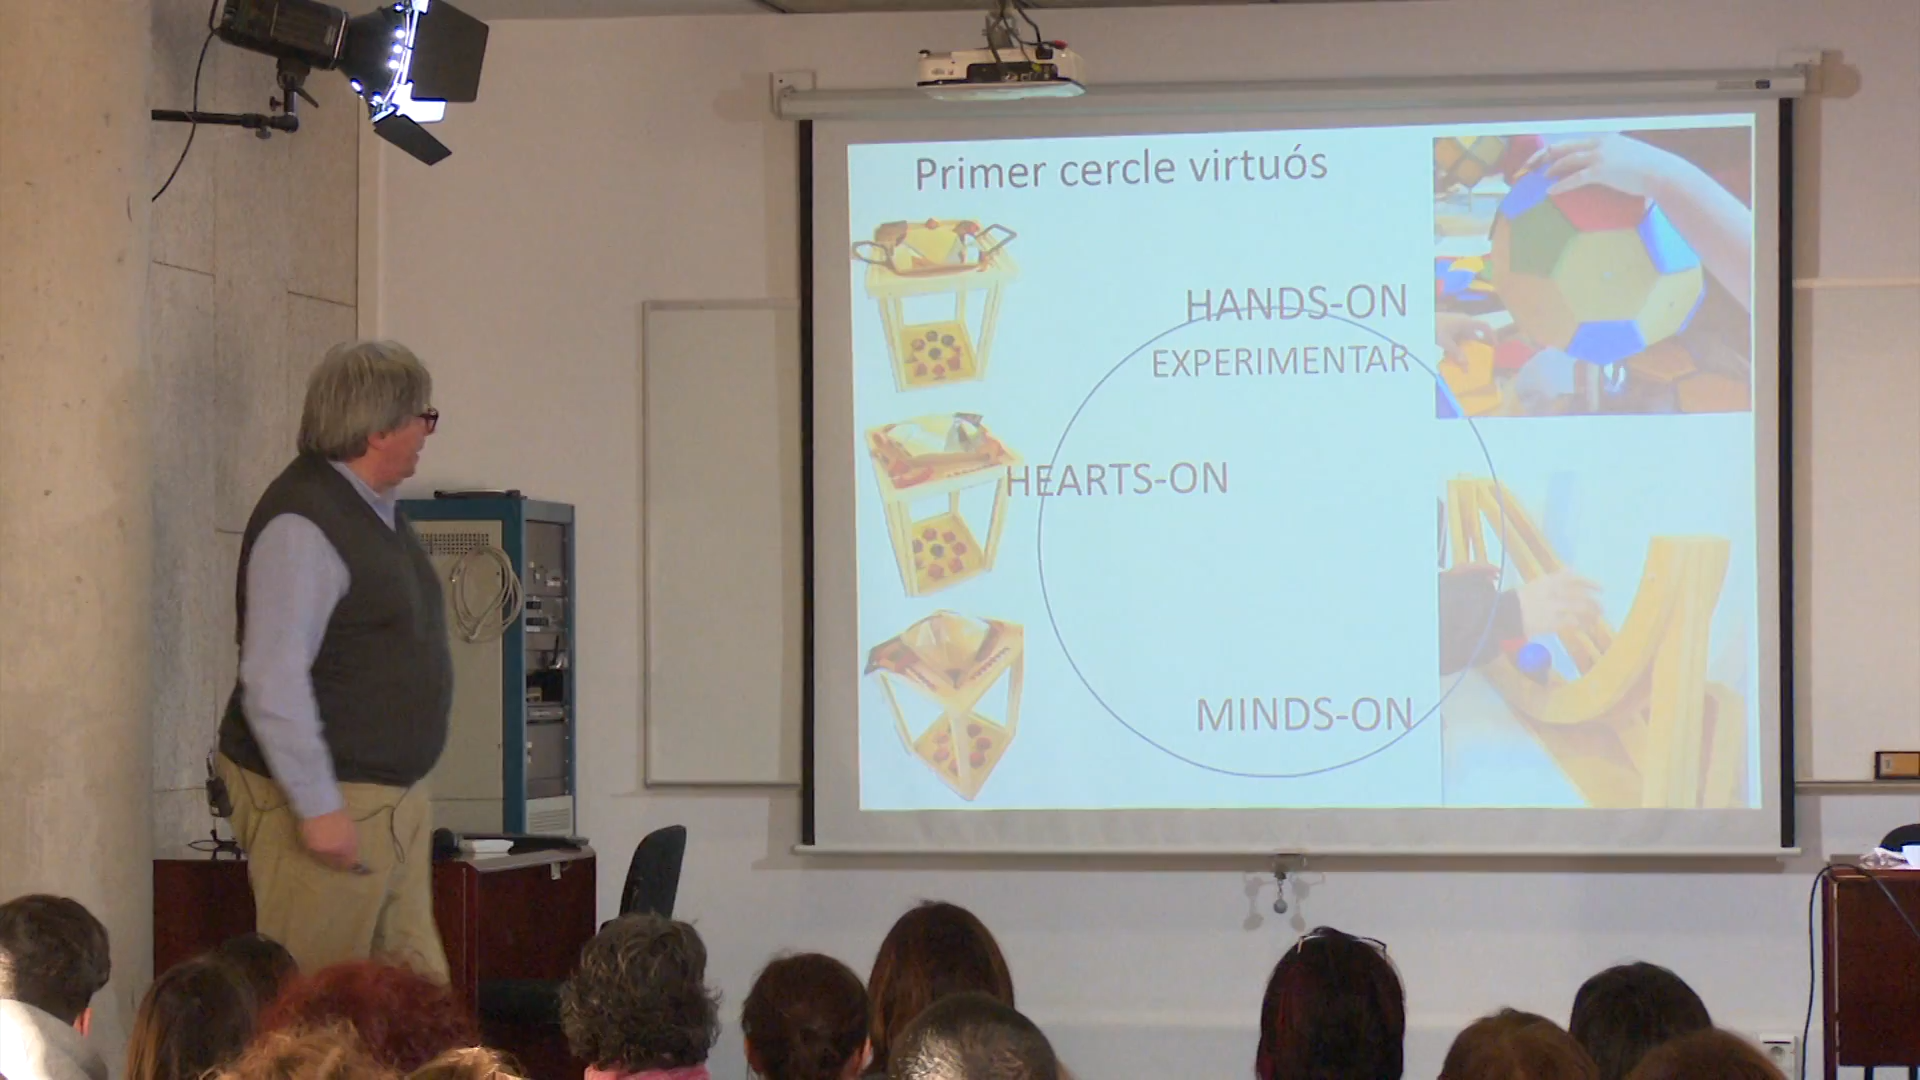 Primer cercle virtuós
HANDS-ON
EXPERIMENTAR
HEARTS-ON
MINDS-ON